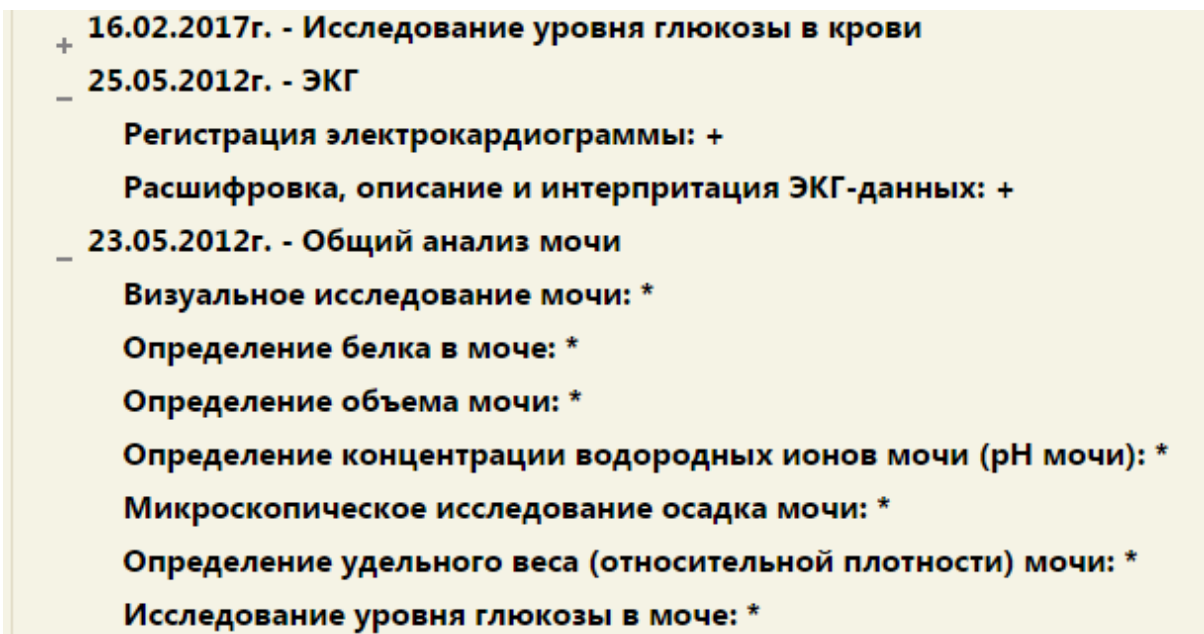 16.02.2017г. - Исследование уровня глюкозы в крови
25.05.2012г. - ЭКГ
Регистрация электрокардиограммы: +
Расшифровка, описание и интерпритация ЭКГ-данных: +
23.05.2012г. - Общий анализ мочи
Визуальное исследование мочи: *
Определение белка в моче: *
Определение объема мочи: *
Определение концентрации водородных ионов мочи (pH мочи): *
Микроскопическое исследование осадка мочи: *
Определение удельного веса (относительной плотности) мочи: *
Исследование уровня глюкозы в моче: *